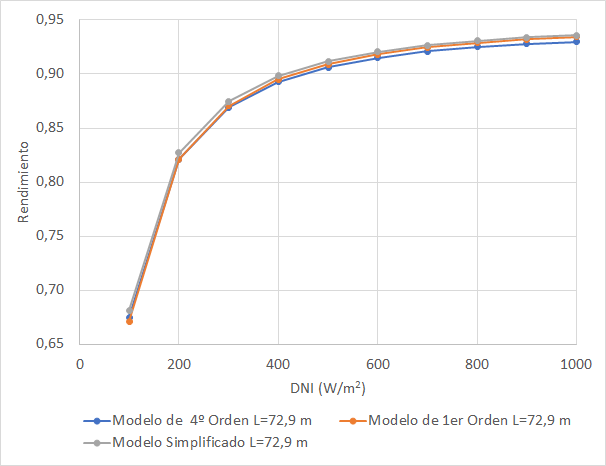 0,95
0,90
0,85
0,80
0,75
0,70
0,65
Rendimiento
0 200 400 600 800 1000
DNI (W/m²)
Modelo de 4º Orden L=72,9 m Modelo de 1er Orden L=72,9 m
Modelo Simplificado L=72,9 m